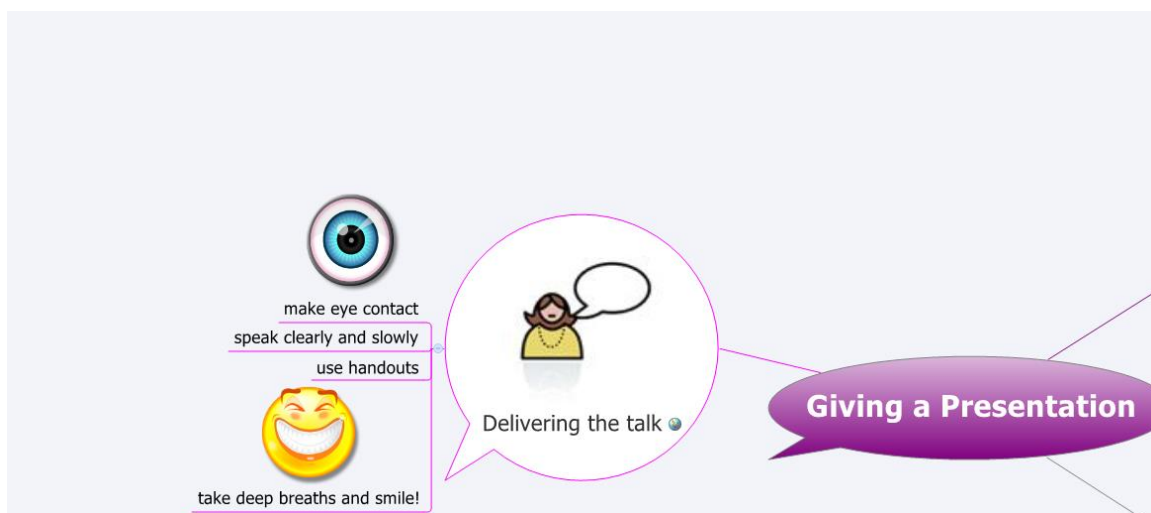 make eye contact
speak clearly and slowly
use handouts
take deep breaths and smile!
Delivering the talk
Giving a Presentation